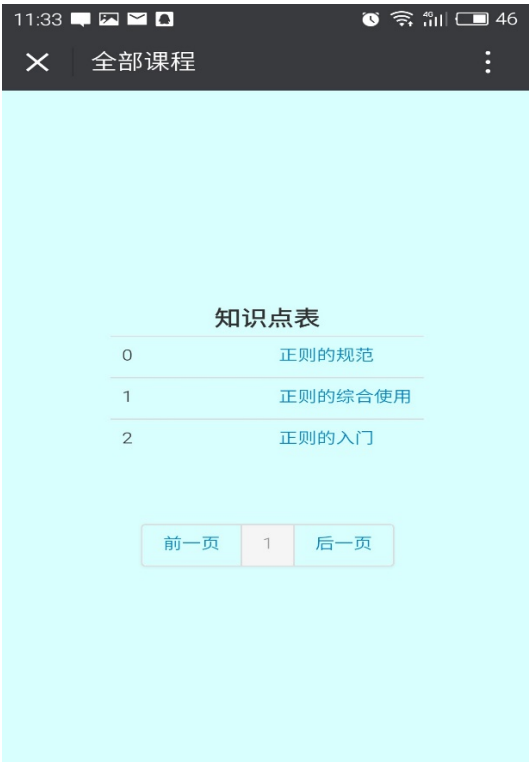 11:33 4G 46
全部课程
知识点表
0 正则的规范
1 正则的综合使用
2 正则的入门
前一页 1 后一页